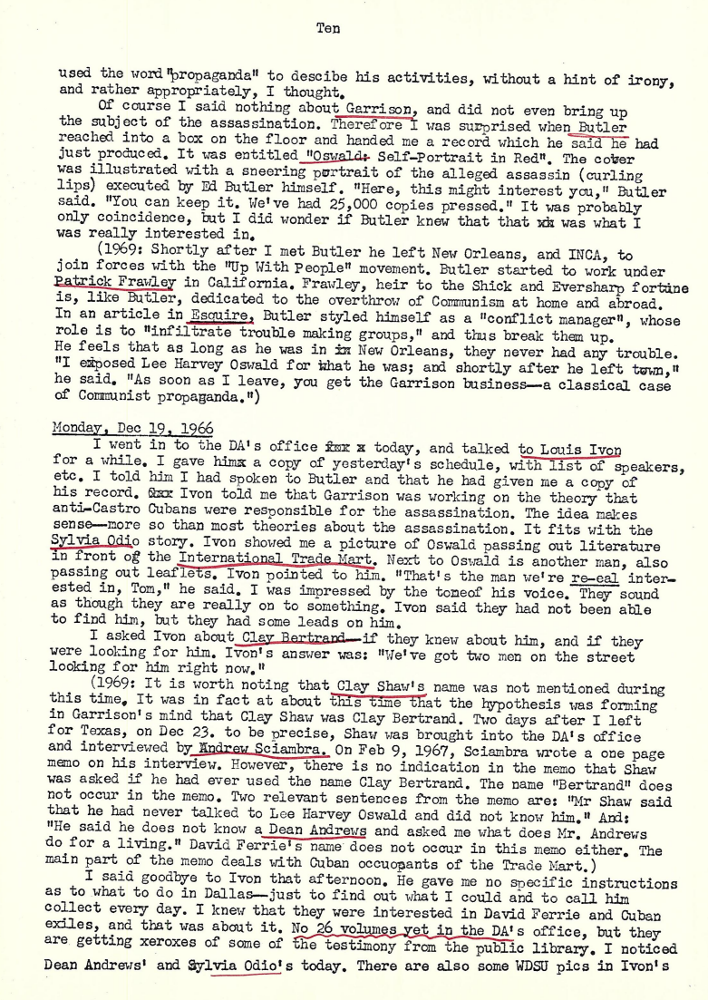 Ten
used the word "propaganda" to descibe his activities, without a hint of irony,
and rather appropriately, I thought.
Of course I said nothing about Garrison, and did not even bring up
the subject of the assassination. Therefore I was surprised when Butler
reached into a box on the floor and handed me a record which he said he had
just produced. It was entitled "Oswald: Self-Portrait in Red". The cover
was illustrated with a sneering portrait of the alleged assassin (curling
lips) executed by Ed Butler himself. "Here, this might interest you," Butler
said. "You can keep it. We've had 25,000 copies pressed." It was probably
only coincidence, but I did wonder if Butler knew that that xh was what I
was really interested in.
(1969: Shortly after I met Butler he left New Orleans, and INCA, to
join forces with the "Up With People" movement. Butler started to work under
Patrick Frawley in California. Frawley, heir to the Shick and Eversharp fortune
is, like Butler, dedicated to the overthrow of Communism at home and abroad.
In an article in Esquire, Butler styled himself as a "conflict manager", whose
role is to "infiltrate trouble making groups," and thus break them up.
He feels that as long as he was in in New Orleans, they never had any trouble.
"I exposed Lee Harvey Oswald for what he was; and shortly after he left town,"
he said. "As soon as I leave, you get the Garrison business—a classical case
of Communist propaganda.")
Monday, Dec 19, 1966
I went in to the DA's office x today, and talked to Louis Ivon
for a while. I gave himx a copy of yesterday's schedule, with list of speakers,
etc. I told him I had spoken to Butler and that he had given me a copy of
his record. Ivon told me that Garrison was working on the theory that
anti-Castro Cubans were responsible for the assassination. The idea makes
sense—more so than most theories about the assassination. It fits with the
Sylvia Odio story. Ivon showed me a picture of Oswald passing out literature
in front og the International Trade Mart. Next to Oswald is another man, also
passing out leaflets. Ivon pointed to him. "That's the man we're re-eal inter-
ested in, Tom," he said. I was impressed by the toneof his voice. They sound
as though they are really on to something. Ivon said they had not been able
to find him, but they had some leads on him.
I asked Ivon about Clay Bertrand—if they knew about him, and if they
were looking for him. Ivon's answer was: "We've got two men on the street
looking for him right now."
(1969: It is worth noting that Clay Shaw's name was not mentioned during
this time. It was in fact at about this time that the hypothesis was forming
in Garrison's mind that Clay Shaw was Clay Bertrand. Two days after I left
for Texas, on Dec 23. to be precise, Shaw was brought into the DA's office
and interviewed by Andrew Sciambra. On Feb 9, 1967, Sciambra wrote a one page
memo on his interview. However, there is no indication in the memo that Shaw
was asked if he had ever used the name Clay Bertrand. The name "Bertrand" does
not occur in the memo. Two relevant sentences from the memo are: "Mr Shaw said
that he had never talked to Lee Harvey Oswald and did not know him." And:
"He said he does not know a Dean Andrews and asked me what does Mr. Andrews
do for a living." David Ferrie's name does not occur in this memo either. The
main part of the memo deals with Cuban occuopants of the Trade Mart.)
I said goodbye to Ivon that afternoon. He gave me no specific instructions
as to what to do in Dallas—just to find out what I could and to call him
collect every day. I knew that they were interested in David Ferrie and Cuban
exiles, and that was about it. No 26 volumes yet in the DA's office, but they
are getting xeroxes of some of the testimony from the public library. I noticed
Dean Andrews' and Sylvia Odio's today. There are also some WDSU pics in Ivon's